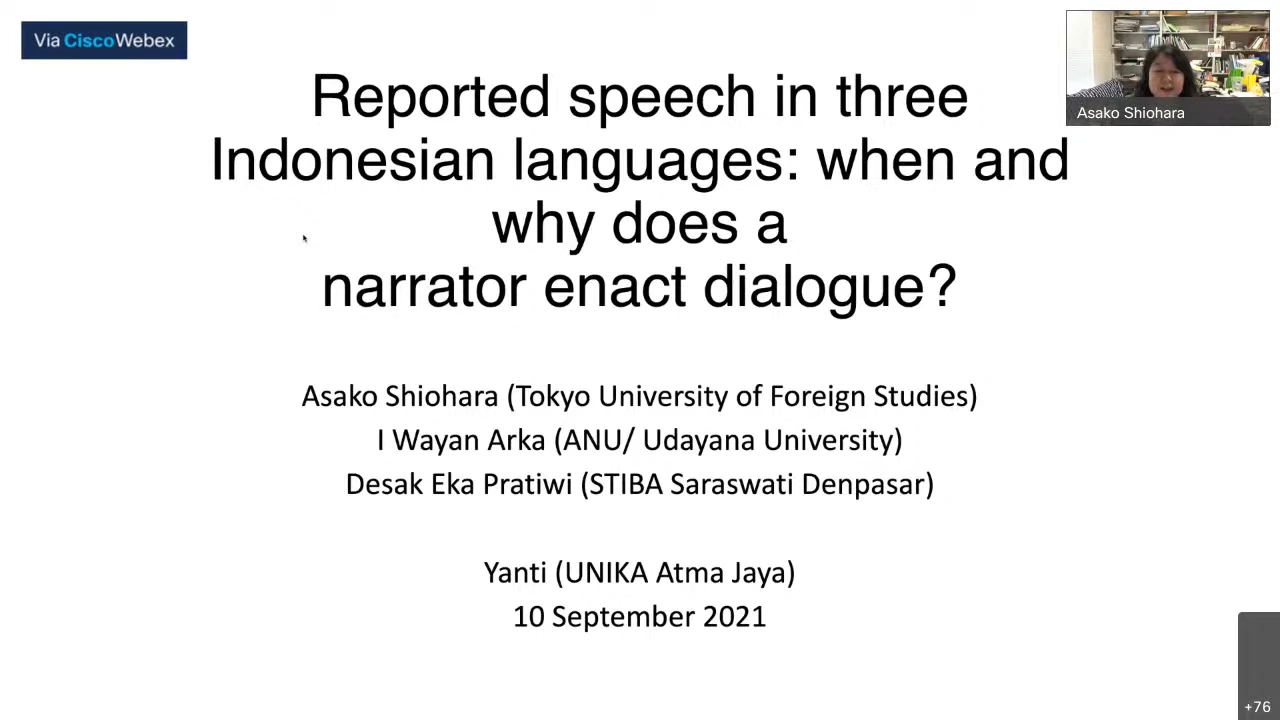 Via CiscoWebex
Asako Shiohara
Reported speech in three
Indonesian languages: when and
why does a
narrator enact dialogue?
Asako Shiohara (Tokyo University of Foreign Studies)
I Wayan Arka (ANU/ Udayana University)
Desak Eka Pratiwi (STIBA Saraswati Denpasar)
Yanti (UNIKA Atma Jaya)
10 September 2021
+76